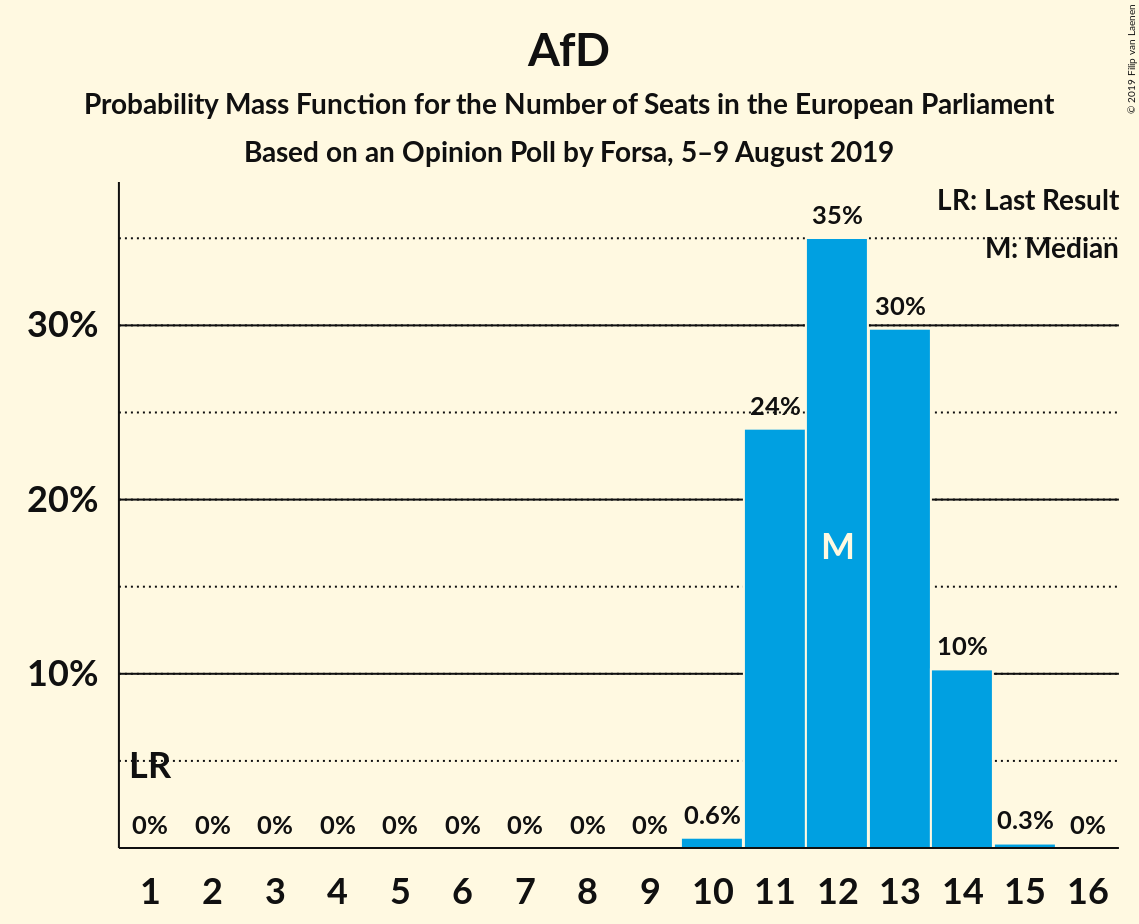 AfD
Probability Mass Function for the Number of Seats in the European Parliament
Based on an Opinion Poll by Forsa, 5–9 August 2019
© 2019 Filip van Laenen
LR: Last Result
M: Median
35%
30%
30%
24%
20%
M
10%
10%
LR
0% 0% 0% 0% 0% 0% 0% 0% 0% 0.6% 0.3% 0%
1 2 3 4 5 6 7 8 9 10 11 12 13 14 15 16